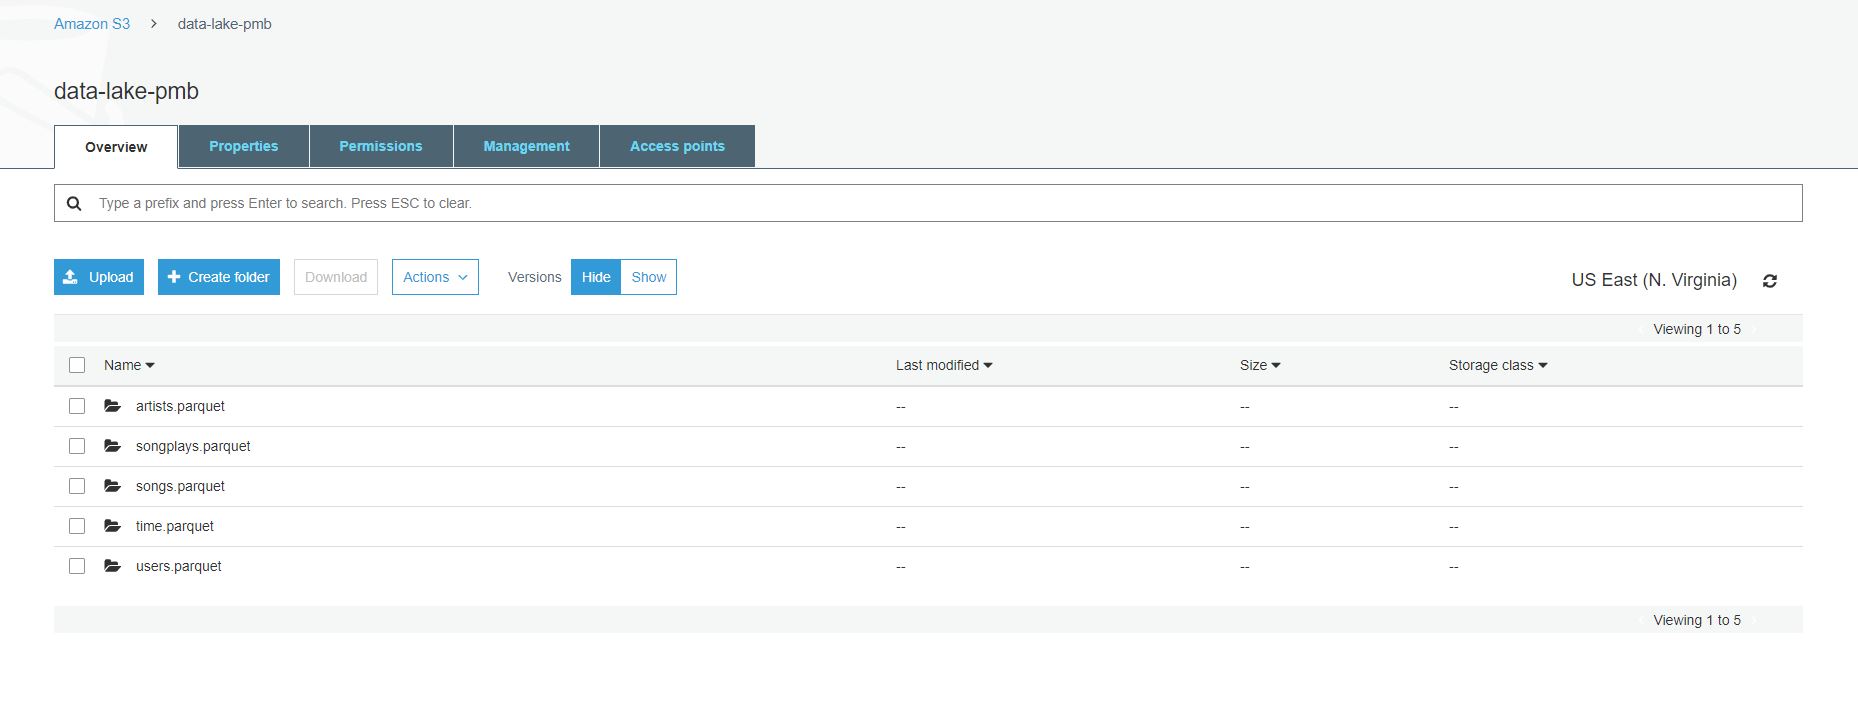 Amazon S3 > data-lake-pmb
data-lake-pmb
Overview Properties Permissions Management Access points
Type a prefix and press Enter to search. Press ESC to clear.
Upload Create folder Download Actions Versions Hide Show US East (N. Virginia)
Viewing 1 to 5
Name Last modified Size Storage class
artists.parquet -- -- --
songplays.parquet -- -- --
songs.parquet -- -- --
time.parquet -- -- --
users.parquet -- -- --
Viewing 1 to 5